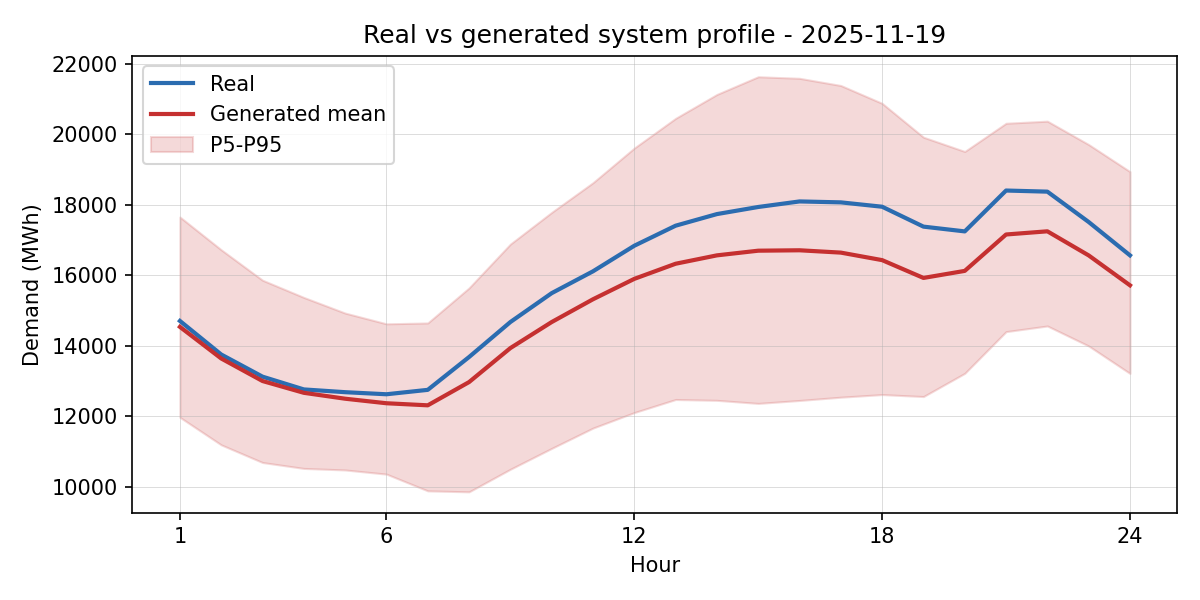 Real vs generated system profile - 2025-11-19
Real
Generated mean
P5-P95
Demand (MWh)
22000
20000
18000
16000
14000
12000
10000
1 6 12 18 24
Hour